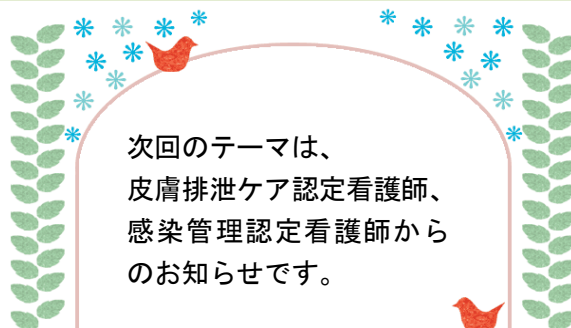 次回のテーマは、
皮膚排泄ケア認定看護師、
感染管理認定看護師から
のお知らせです。